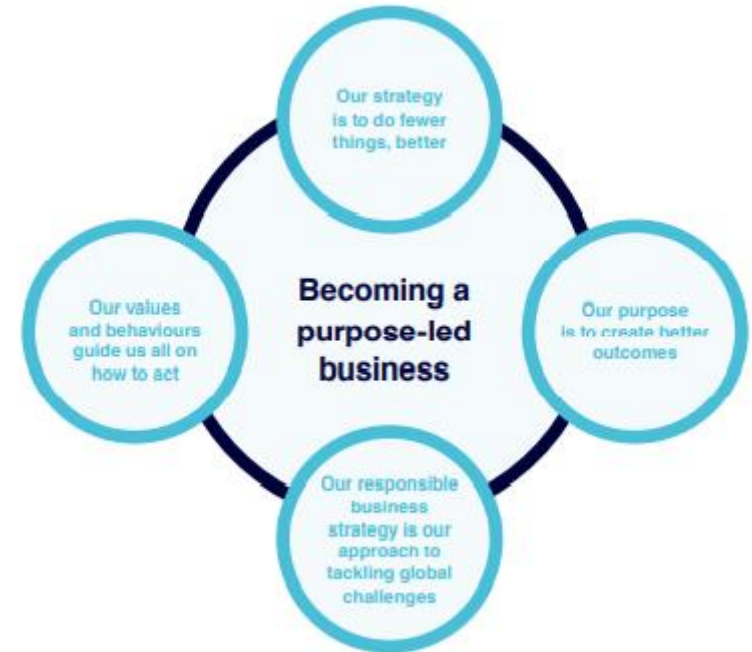 Our strategy
is to do fewer
things, better
Our values
and behaviours
guide us all on
how to act
Becoming a
purpose-led
business
Our purpose
is to create better
outcomes
Our responsible
business
strategy is our
approach to
tackling global
challenges